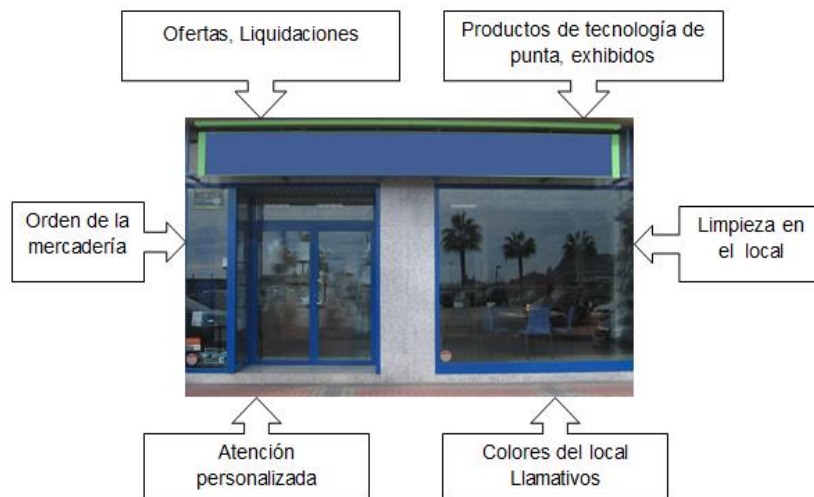 Ofertas, Liquidaciones
Productos de tecnología de
punta, exhibidos
Orden de la
mercadería
Limpieza en
el local
Atención
personalizada
Colores del local
Llamativos